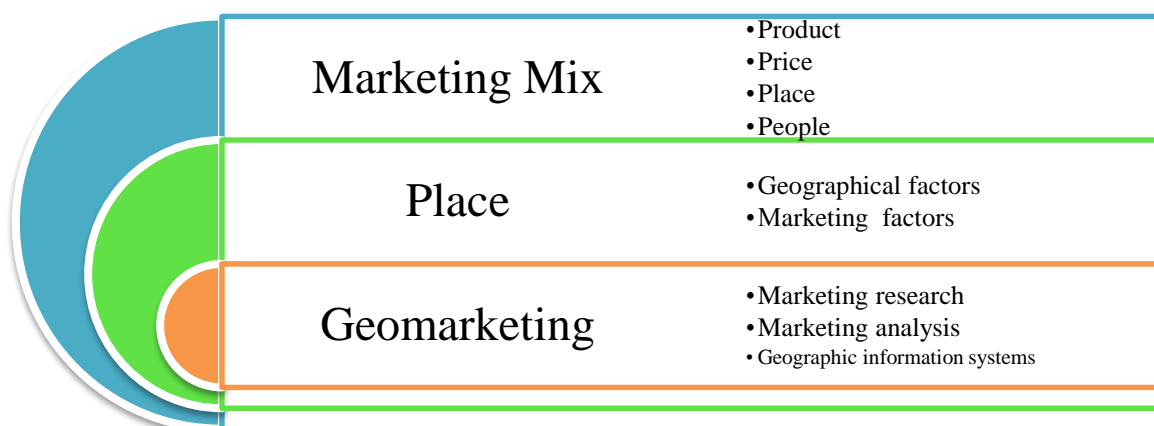 Marketing Mix
•Product
•Price
•Place
•People
Place
•Geographical factors
•Marketing  factors
Geomarketing
•Marketing research
•Marketing analysis
• Geographic information systems